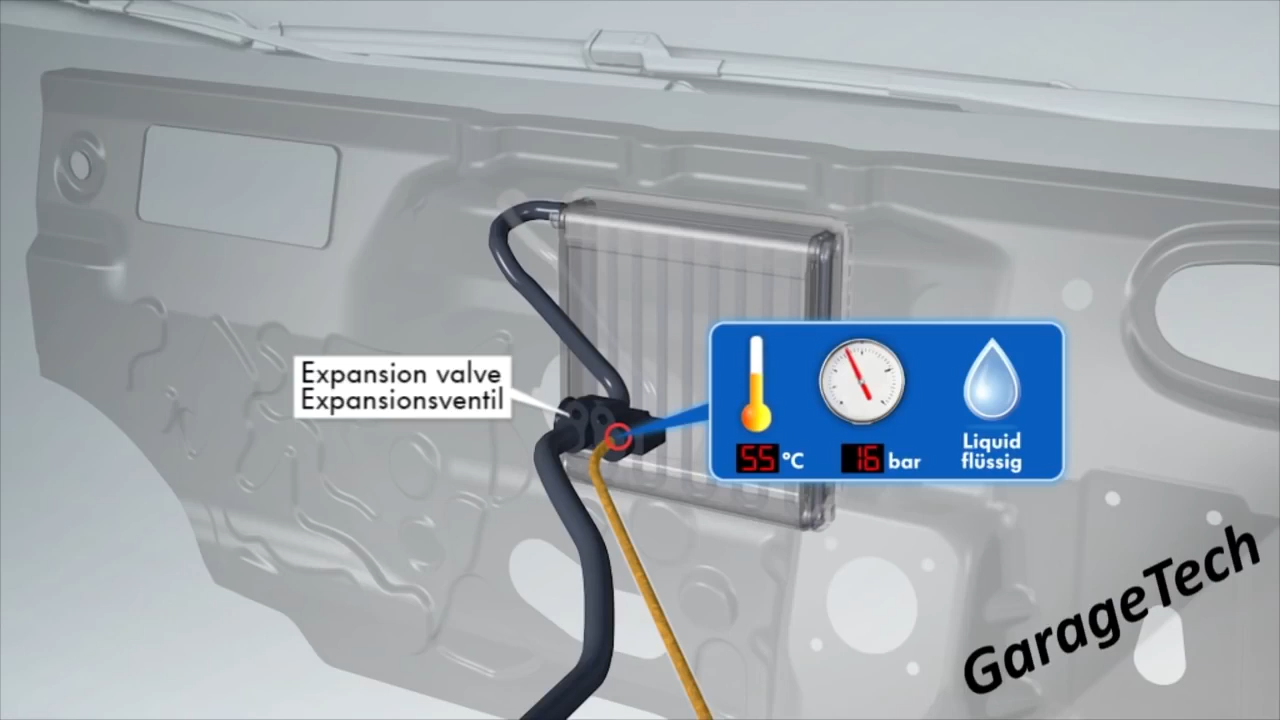 Expansion valve
Expansionsventil
55 °C
16 bar
Liquid
flüssig
GarageTech